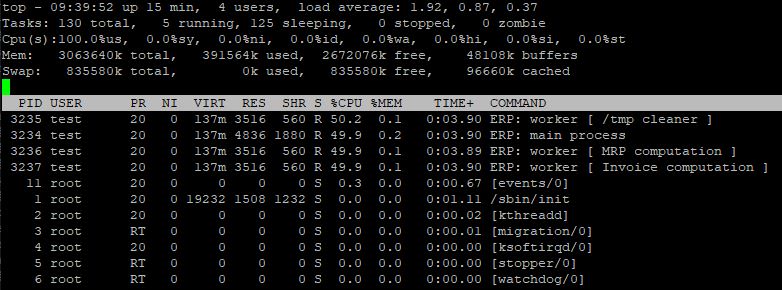 top - 09:39:52 up 15 min,  4 users,  load average: 1.92, 0.87, 0.37
Tasks: 130 total,   5 running, 125 sleeping,   0 stopped,   0 zombie
Cpu(s):100.0%us,  0.0%sy,  0.0%ni,  0.0%id,  0.0%wa,  0.0%hi,  0.0%si,  0.0%st
Mem:   3063640k total,   391564k used,  2672076k free,    48108k buffers
Swap:   835580k total,        0k used,   835580k free,    96660k cached
PID USER      PR  NI  VIRT  RES  SHR S %CPU %MEM    TIME+  COMMAND
3235 test      20   0  137m 3516  560 R 50.2  0.1   0:03.90 ERP: worker [ /tmp cleaner ]
3234 test      20   0  137m 4836 1880 R 49.9  0.2   0:03.90 ERP: main process
3236 test      20   0  137m 3516  560 R 49.9  0.1   0:03.89 ERP: worker [ MRP computation ]
3237 test      20   0  137m 3516  560 R 49.9  0.1   0:03.90 ERP: worker [ Invoice computation ]
11 root      20   0     0    0    0 S  0.3  0.0   0:00.67 [events/0]
1 root      20   0 19232 1508 1232 S  0.0  0.0   0:01.11 /sbin/init
2 root      20   0     0    0    0 S  0.0  0.0   0:00.02 [kthreadd]
3 root      RT   0     0    0    0 S  0.0  0.0   0:00.01 [migration/0]
4 root      20   0     0    0    0 S  0.0  0.0   0:00.00 [ksoftirqd/0]
5 root      RT   0     0    0    0 S  0.0  0.0   0:00.00 [stopper/0]
6 root      RT   0     0    0    0 S  0.0  0.0   0:00.00 [watchdog/0]